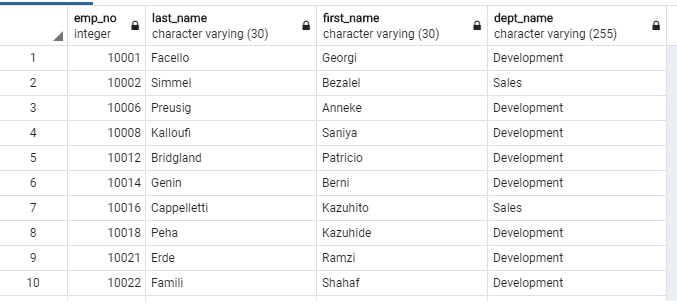 emp_no last_name first_name dept_name
integer character varying (30) character varying (30) character varying (255)
1 10001 Facello Georgi Development
2 10002 Simmel Bezalel Sales
3 10006 Preusig Anneke Development
4 10008 Kalloufi Saniya Development
5 10012 Bridgland Patricio Development
6 10014 Genin Berni Development
7 10016 Cappelletti Kazuhito Sales
8 10018 Peha Kazuhide Development
9 10021 Erde Ramzi Development
10 10022 Famili Shahaf Development